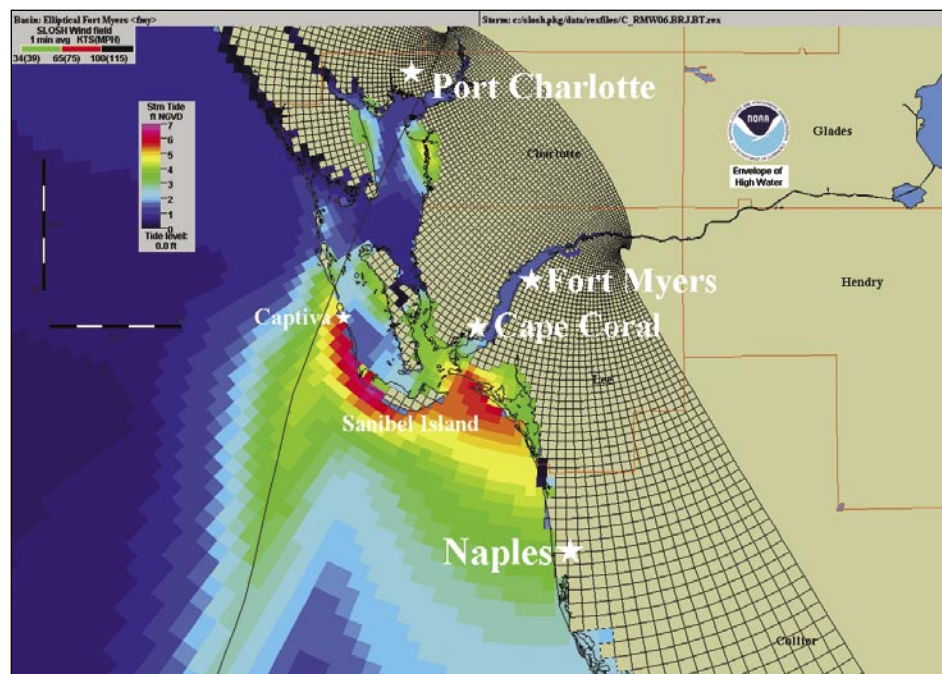 Basin: Elliptical Fort Myers <fmy>
Storm: c:/slosh.pkg/data/rexfiles/C_RMW06.BRJ.BT.rex
SLOSH Wind field
1 min avg KTS(MPH)
34(39) 65(75) 100(115)
Port Charlotte
Stm Tide
ft NGVD
7
6
5
4
3
2
1
0
Tide level:
0.0 ft
NOAA
Envelope of
High Water
Glades
Charlotte
Fort Myers
Hendry
Captiva
Cape Coral
Lee
Sanibel Island
Naples
Collier